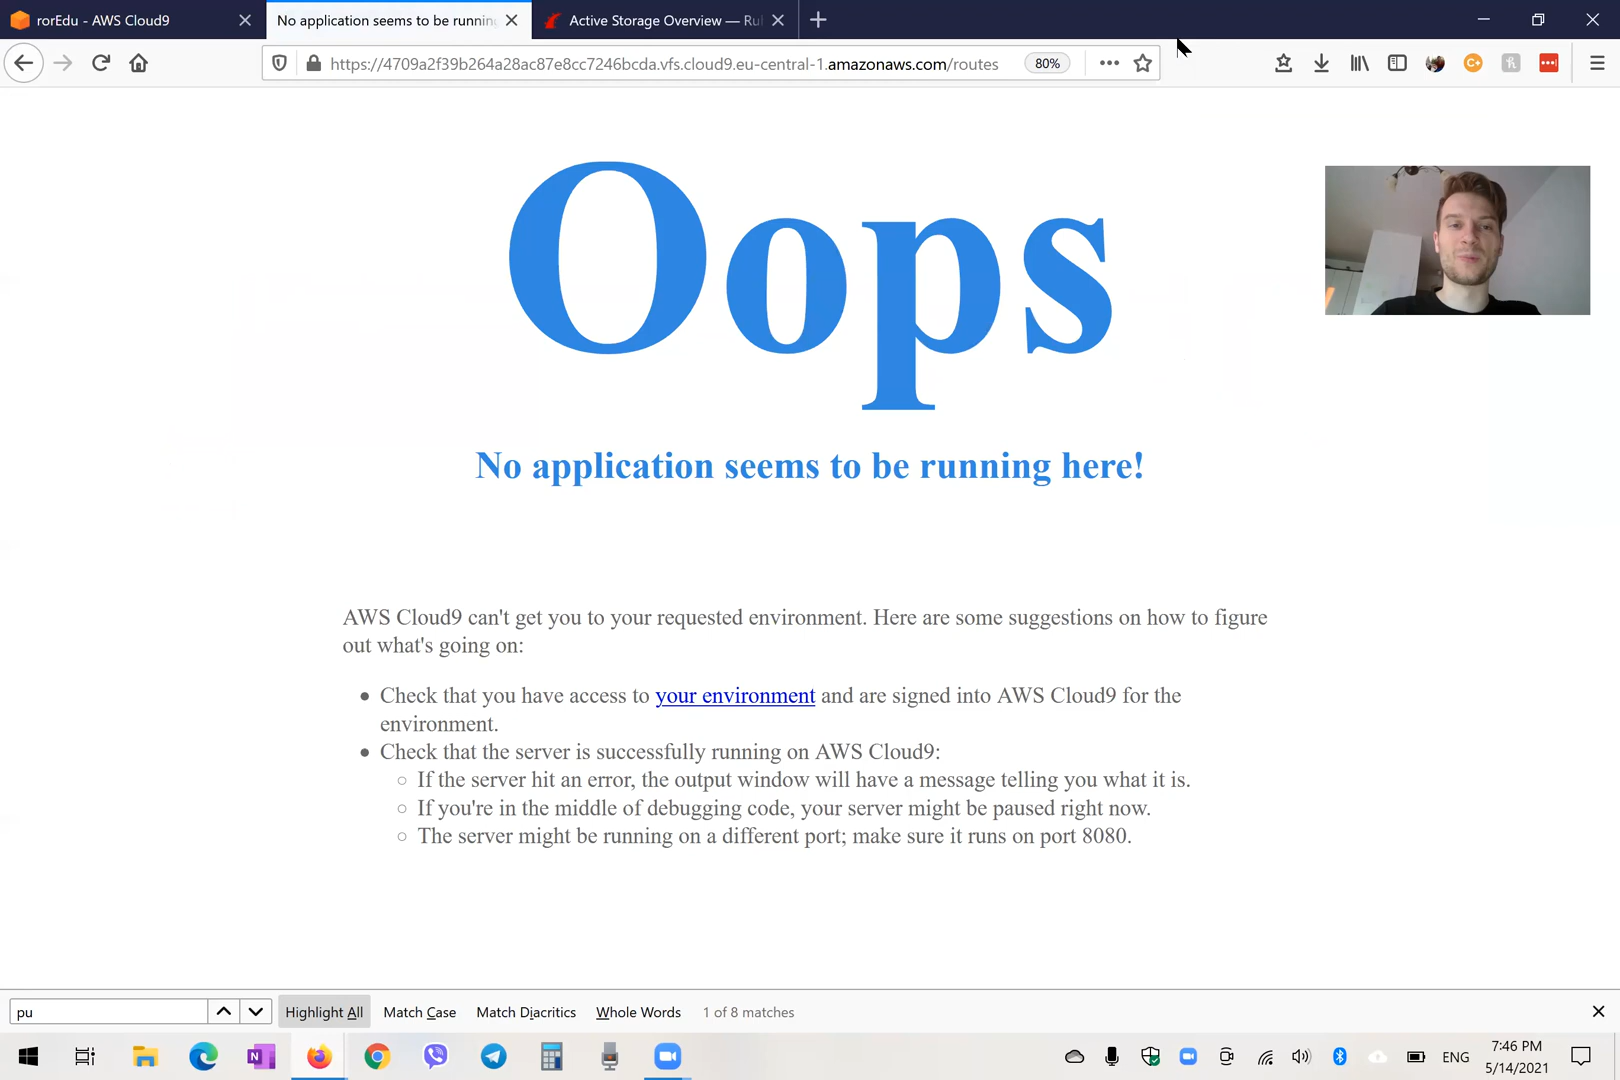 rorEdu - AWS Cloud9
No application seems to be runnin
Active Storage Overview — Ru
https://4709a2f39b264a28ac87e8cc7246bcda.vfs.cloud9.eu-central-1.amazonaws.com/routes
80%
Oops
No application seems to be running here!
AWS Cloud9 can't get you to your requested environment. Here are some suggestions on how to figure
out what's going on:
Check that you have access to your environment and are signed into AWS Cloud9 for the
environment.
Check that the server is successfully running on AWS Cloud9:
If the server hit an error, the output window will have a message telling you what it is.
If you're in the middle of debugging code, your server might be paused right now.
The server might be running on a different port; make sure it runs on port 8080.
pu
Highlight All
Match Case
Match Diacritics
Whole Words
1 of 8 matches
ENG
7:46 PM
5/14/2021